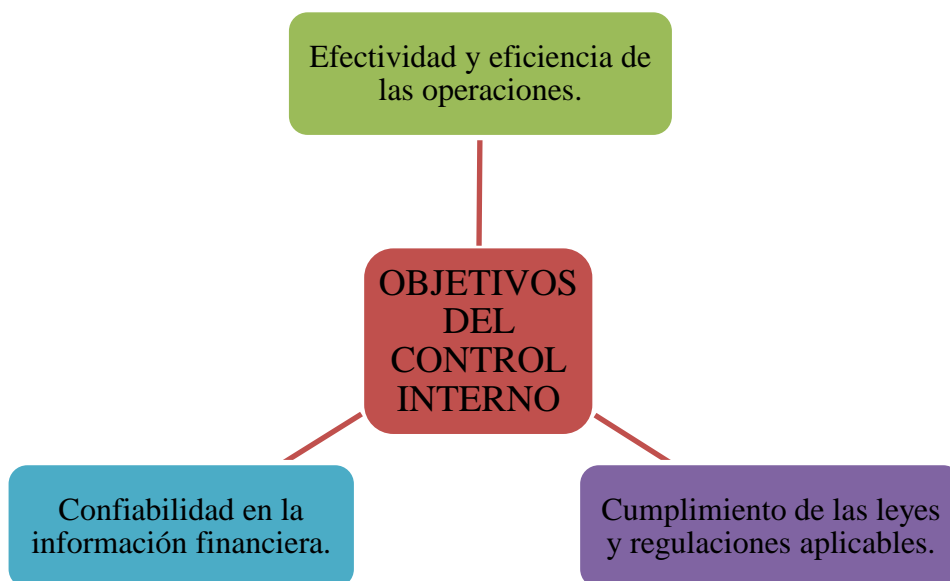 Efectividad y eficiencia de
las operaciones.
OBJETIVOS
DEL
CONTROL
INTERNO
Confiabilidad en la
información financiera.
Cumplimiento de las leyes
y regulaciones aplicables.